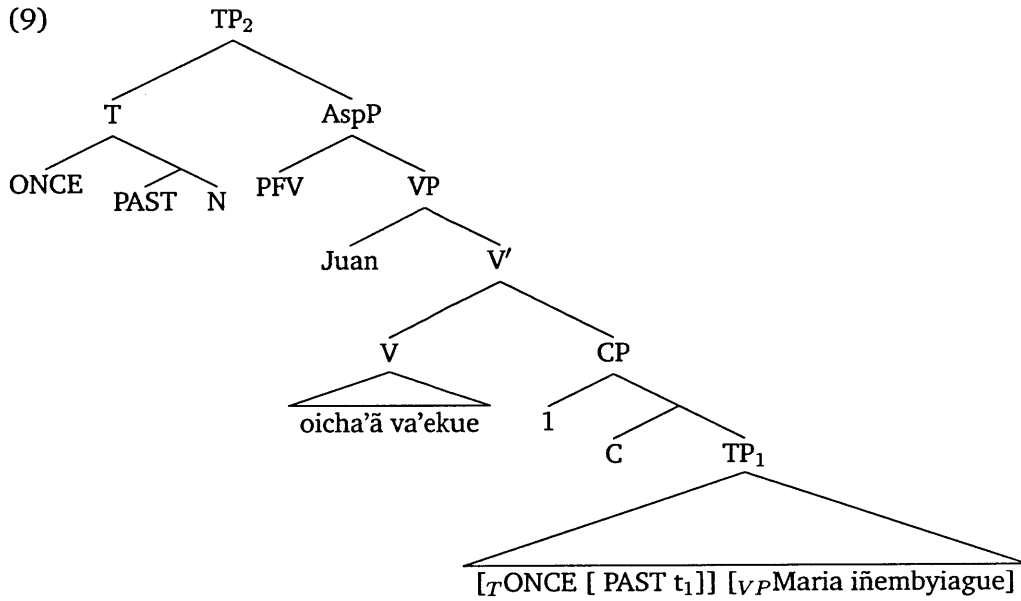 (9)
TP₂
T AspP
ONCE PAST N PFV VP
Juan V′
V CP
oicha'ã va'ekue 1
C TP₁
[TONCE [ PAST t₁]] [VPMaria iñembyiague]